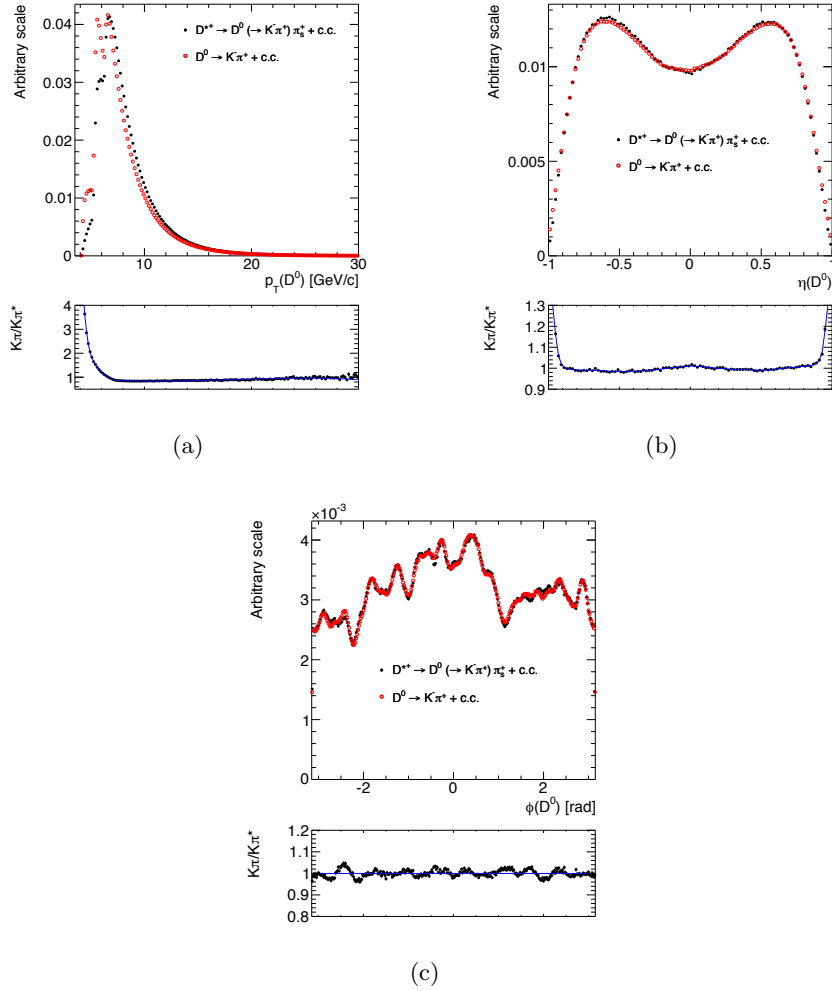 Arbitrary scale
0.04
0.03
0.02
0.01
0
D*+ → D0 (→ K-π+) πs+ + c.c.
D0 → K-π+ + c.c.
10 20 30
pT(D0) [GeV/c]
Kπ/Kπ*
4
3
2
1
(a)
Arbitrary scale
0.01
0.005
D*+ → D0 (→ K-π+) πs+ + c.c.
D0 → K-π+ + c.c.
-1 -0.5 0 0.5 1
η(D0)
Kπ/Kπ*
1.3
1.2
1.1
1
0.9
(b)
×10-3
Arbitrary scale
4
3
2
1
0
D*+ → D0 (→ K-π+) πs+ + c.c.
D0 → K-π+ + c.c.
-2 0 2
ϕ(D0) [rad]
Kπ/Kπ*
1.2
1.1
1.0
0.9
0.8
(c)